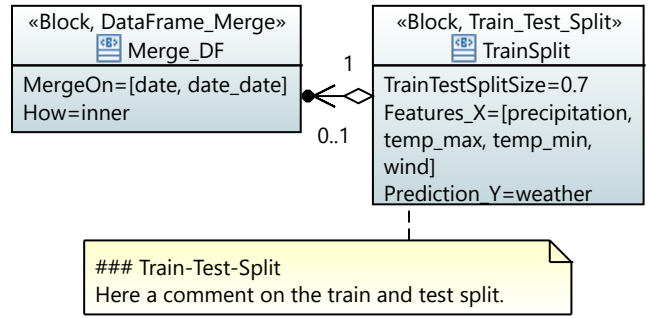 «Block, DataFrame_Merge»
Merge_DF
MergeOn=[date, date_date]
How=inner
1
0..1
«Block, Train_Test_Split»
TrainSplit
TrainTestSplitSize=0.7
Features_X=[precipitation,
temp_max, temp_min,
wind]
Prediction_Y=weather
### Train-Test-Split
Here a comment on the train and test split.